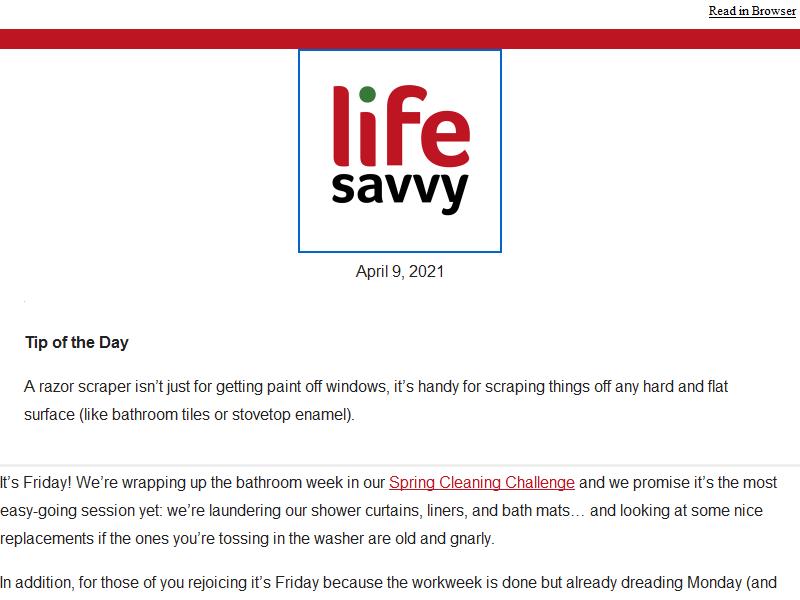 Read in Browser
life
savvy
April 9, 2021
Tip of the Day
A razor scraper isn’t just for getting paint off windows, it’s handy for scraping things off any hard and flat
surface (like bathroom tiles or stovetop enamel).
It’s Friday! We’re wrapping up the bathroom week in our Spring Cleaning Challenge and we promise it’s the most
easy-going session yet: we’re laundering our shower curtains, liners, and bath mats… and looking at some nice
replacements if the ones you’re tossing in the washer are old and gnarly.
In addition, for those of you rejoicing it’s Friday because the workweek is done but already dreading Monday (and